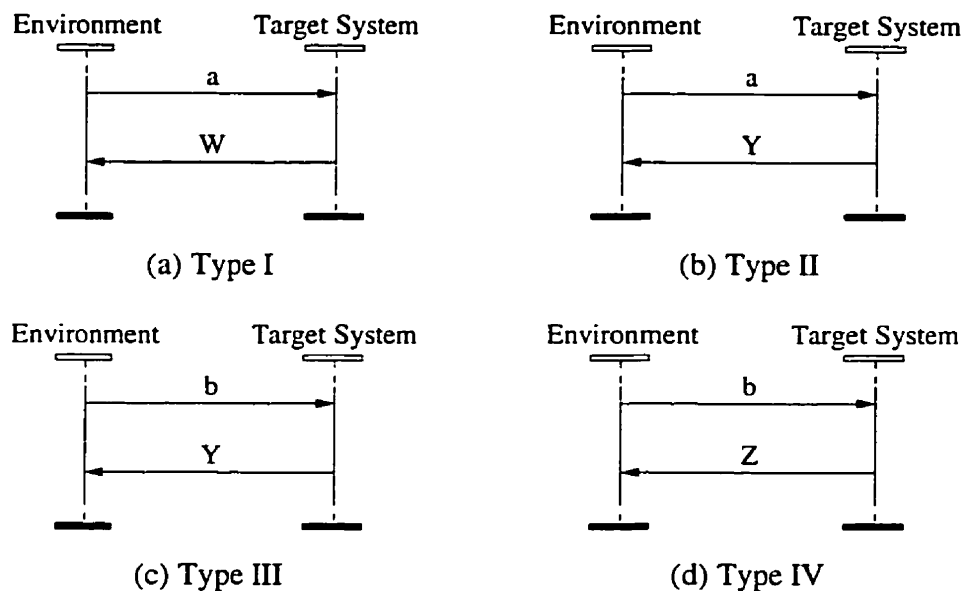 Environment Target System
a
W
(a) Type I
Environment Target System
a
Y
(b) Type II
Environment Target System
b
Y
(c) Type III
Environment Target System
b
Z
(d) Type IV